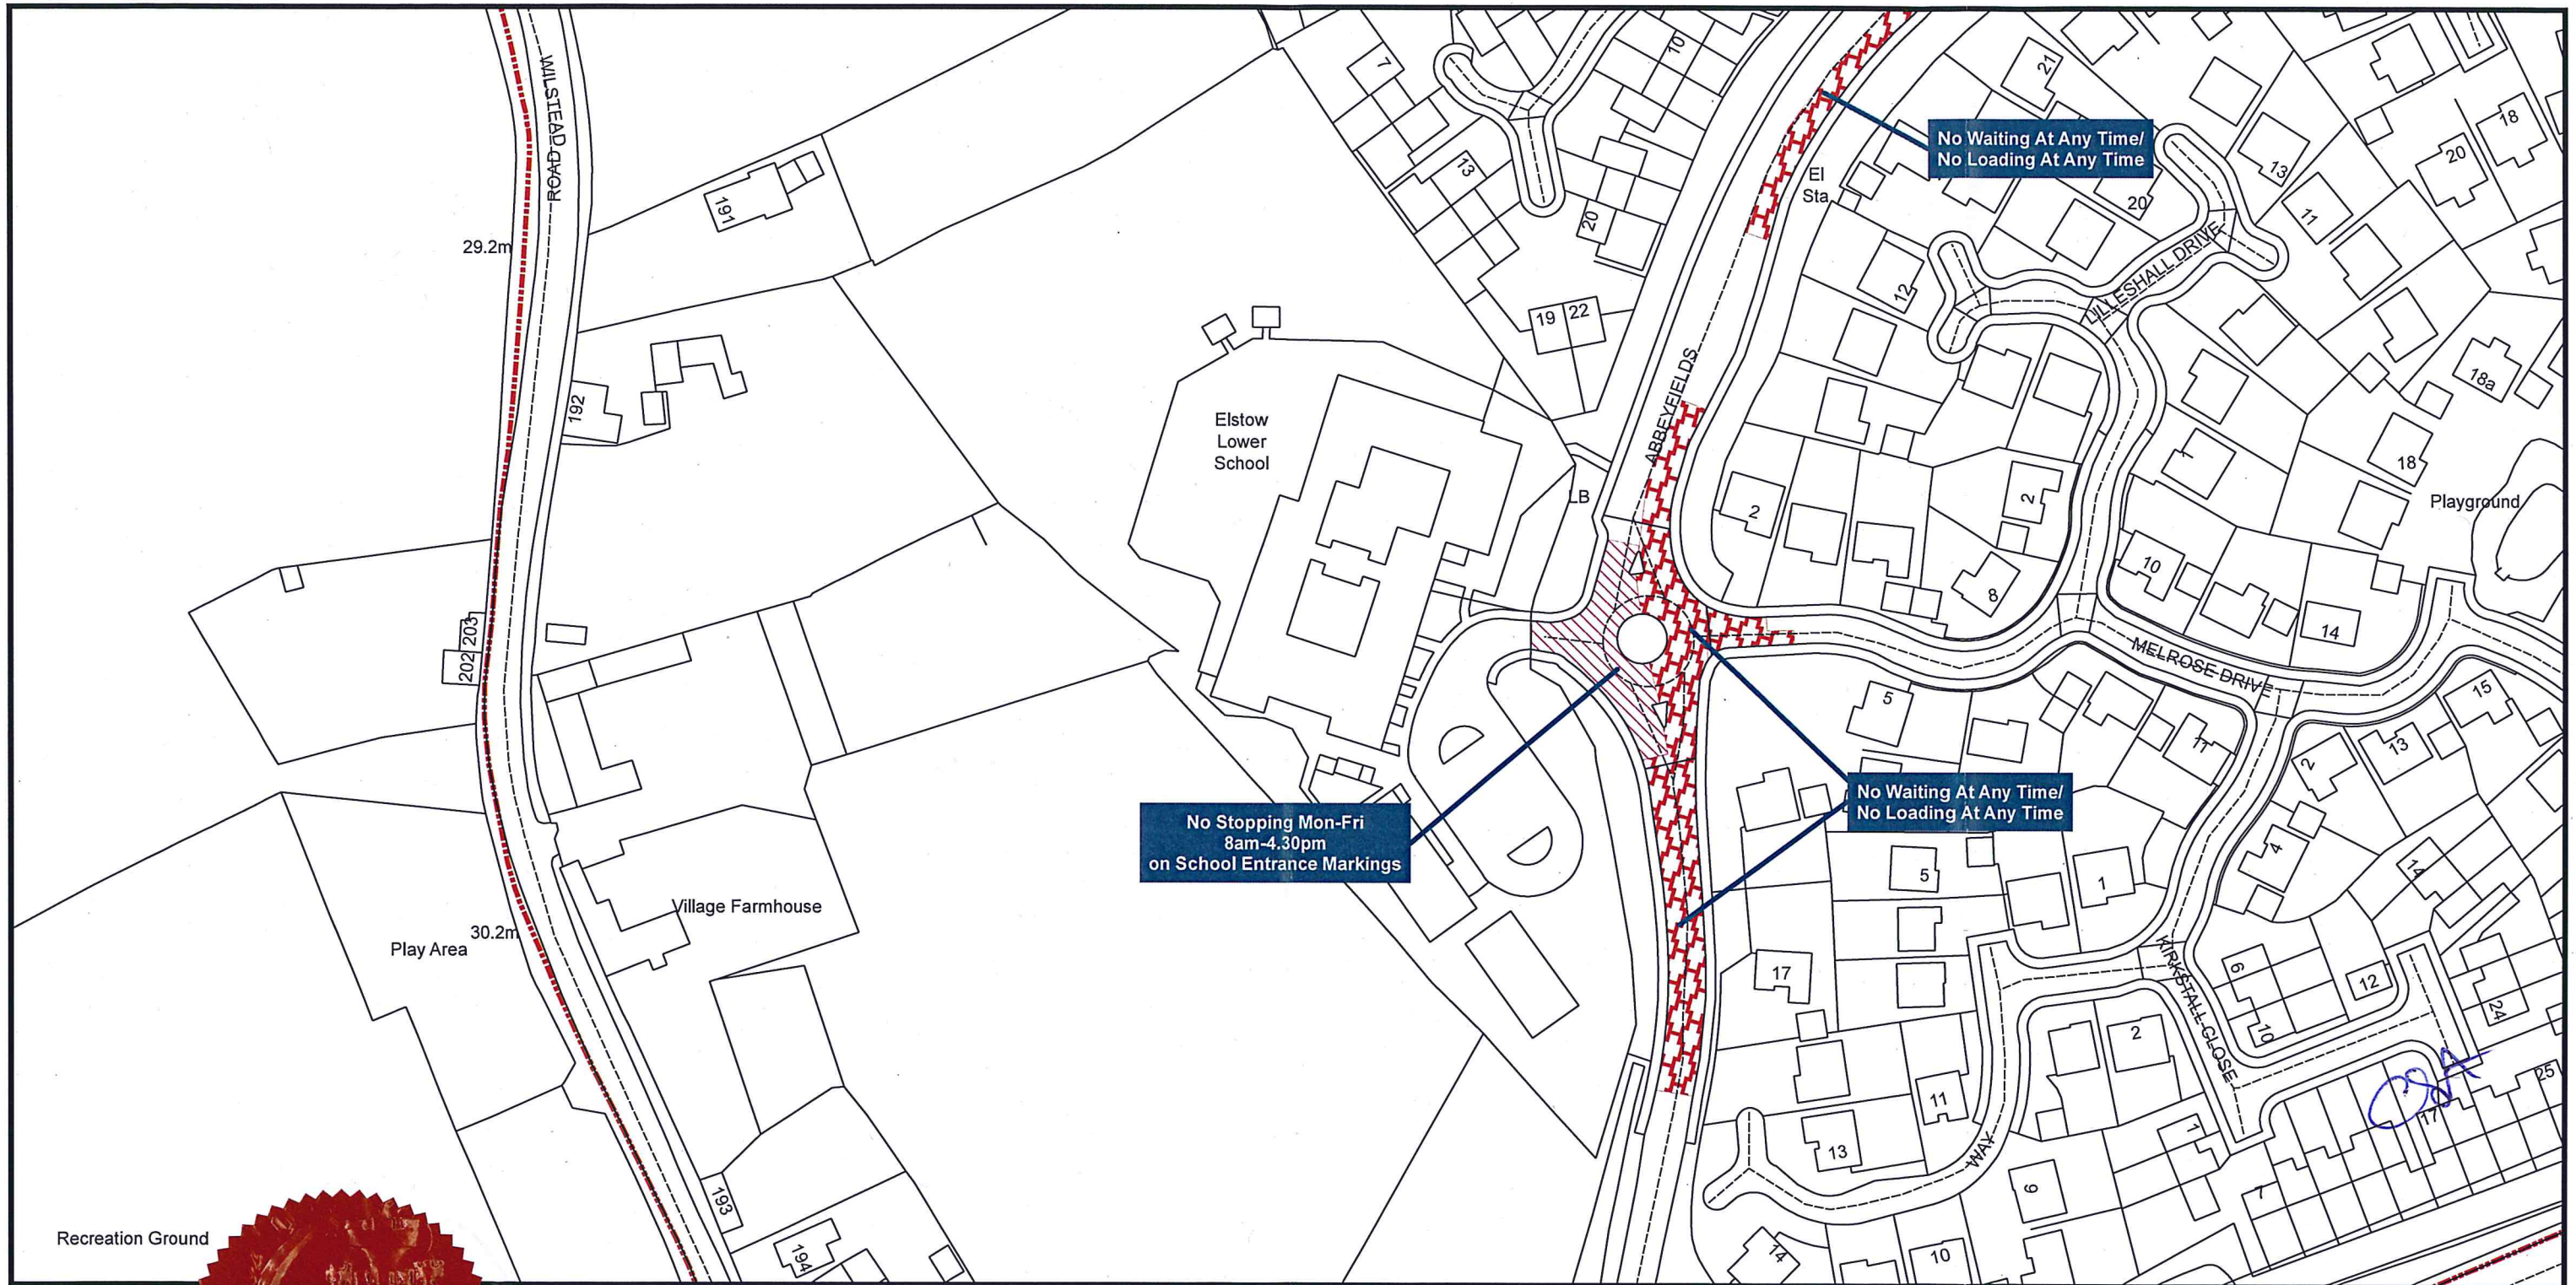 WILSTEAD ROAD
29.2m
191
192
203
202
30.2m
Play Area
Village Farmhouse
Recreation Ground
193
194
7
10
13
20
19
22
Elstow
Lower
School
LB
ABBEYFIELDS
El
Sta
No Waiting At Any Time/
No Loading At Any Time
21
20
13
11
18
20
12
LILLESHALL DRIVE
18a
18
Playground
2
2
1
8
10
14
MELROSE DRIVE
5
11
15
13
2
No Stopping Mon-Fri
8am-4.30pm
on School Entrance Markings
No Waiting At Any Time/
No Loading At Any Time
5
1
4
14
17
6
12
10
24
KIRKSTALL CLOSE
2
11
13
WAY
9
1
7
17
25
14
10